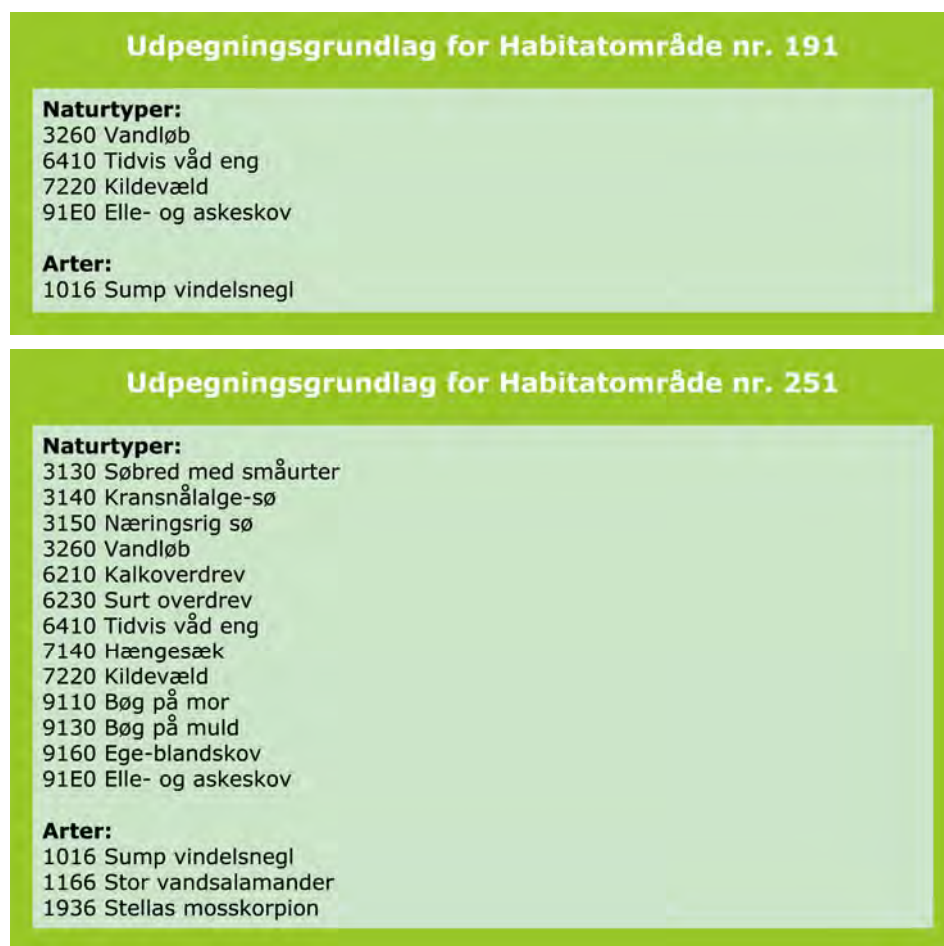 Udpegningsgrundlag for Habitatområde nr. 191
Naturtyper:
3260 Vandløb
6410 Tidvis våd eng
7220 Kildevæld
91E0 Elle- og askeskov
Arter:
1016 Sump vindelsnegl
Udpegningsgrundlag for Habitatområde nr. 251
Naturtyper:
3130 Søbred med småurter
3140 Kransnålalge-sø
3150 Næringsrig sø
3260 Vandløb
6210 Kalkoverdrev
6230 Surt overdrev
6410 Tidvis våd eng
7140 Hængesæk
7220 Kildevæld
9110 Bøg på mor
9130 Bøg på muld
9160 Ege-blandskov
91E0 Elle- og askeskov
Arter:
1016 Sump vindelsnegl
1166 Stor vandsalamander
1936 Stellas mosskorpion